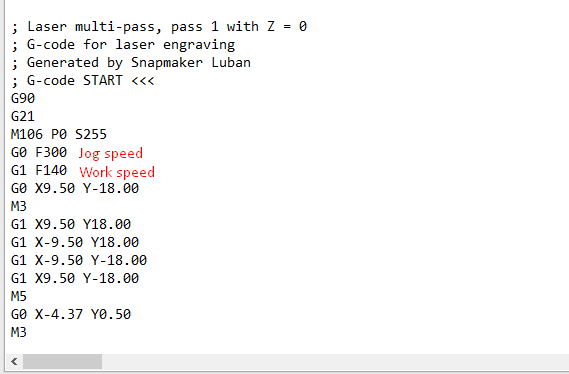 ; Laser multi-pass, pass 1 with Z = 0
; G-code for laser engraving
; Generated by Snapmaker Luban
; G-code START <<<
G90
G21
M106 P0 S255
G0 F300 Jog speed
G1 F140 Work speed
G0 X9.50 Y-18.00
M3
G1 X9.50 Y18.00
G1 X-9.50 Y18.00
G1 X-9.50 Y-18.00
G1 X9.50 Y-18.00
M5
G0 X-4.37 Y0.50
M3